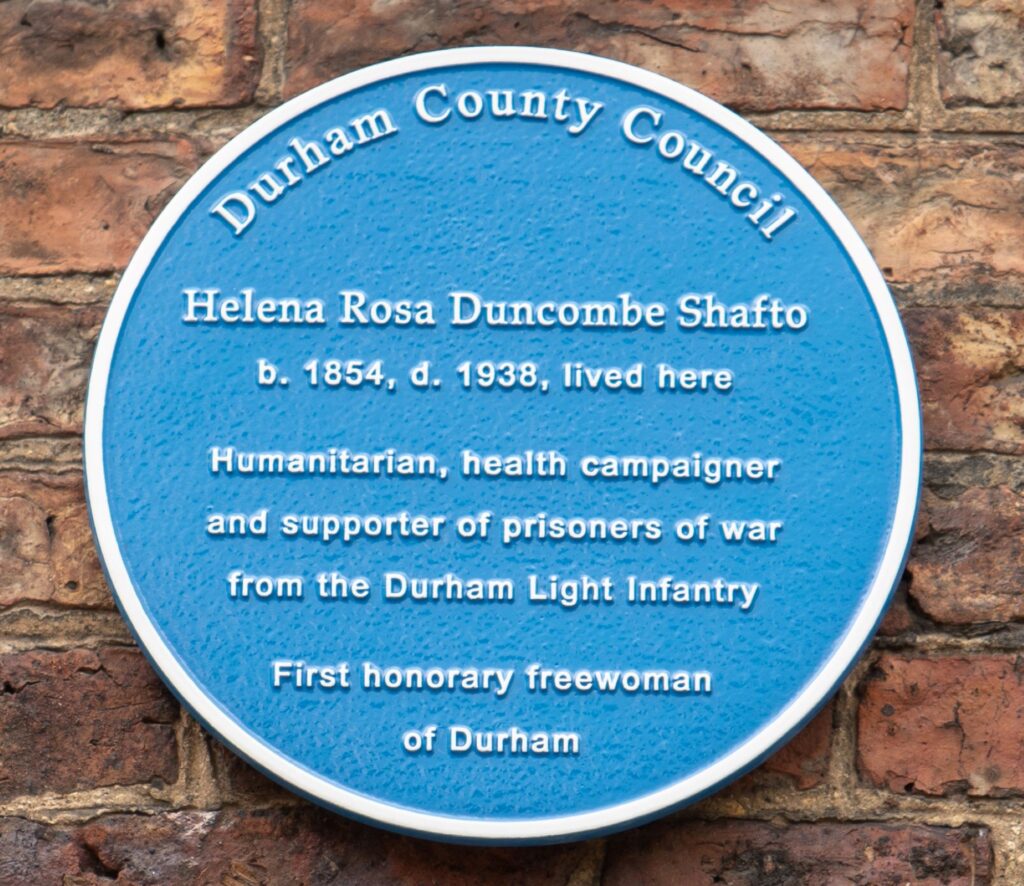 Durham County Council
Helena Rosa Duncombe Shafto
b. 1854, d. 1938, lived here
Humanitarian, health campaigner
and supporter of prisoners of war
from the Durham Light Infantry
First honorary freewoman
of Durham